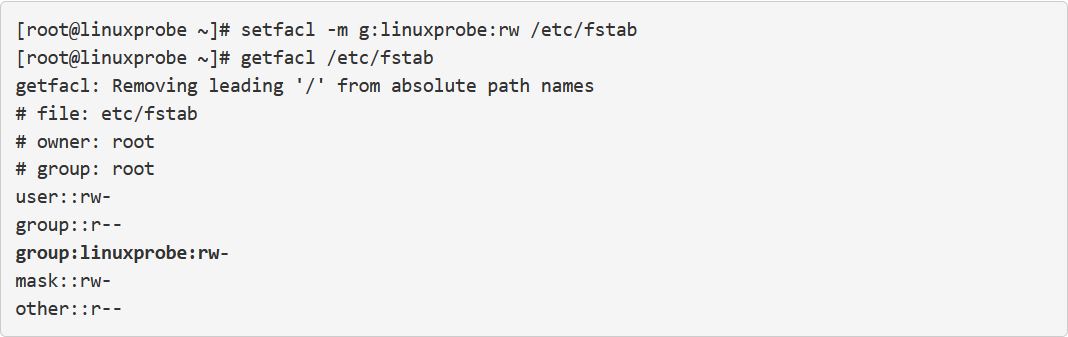 [root@linuxprobe ~]# setfacl -m g:linuxprobe:rw /etc/fstab
[root@linuxprobe ~]# getfacl /etc/fstab
getfacl: Removing leading '/' from absolute path names
# file: etc/fstab
# owner: root
# group: root
user::rw-
group::r--
group:linuxprobe:rw-
mask::rw-
other::r--